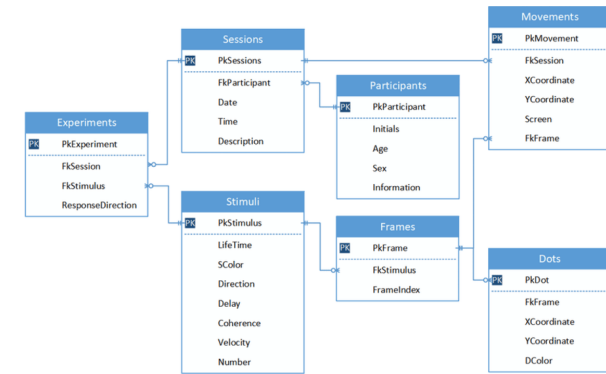 Experiments
PK PkExperiment
FkSession
FkStimulus
ResponseDirection
Sessions
PK PkSessions
FkParticipant
Date
Time
Description
Stimuli
PK PkStimulus
LifeTime
SColor
Direction
Delay
Coherence
Velocity
Number
Participants
PK PkParticipant
Initials
Age
Sex
Information
Frames
PK PkFrame
FkStimulus
FrameIndex
Movements
PK PkMovement
FkSession
XCoordinate
YCoordinate
Screen
FkFrame
Dots
PK PkDot
FkFrame
XCoordinate
YCoordinate
DColor